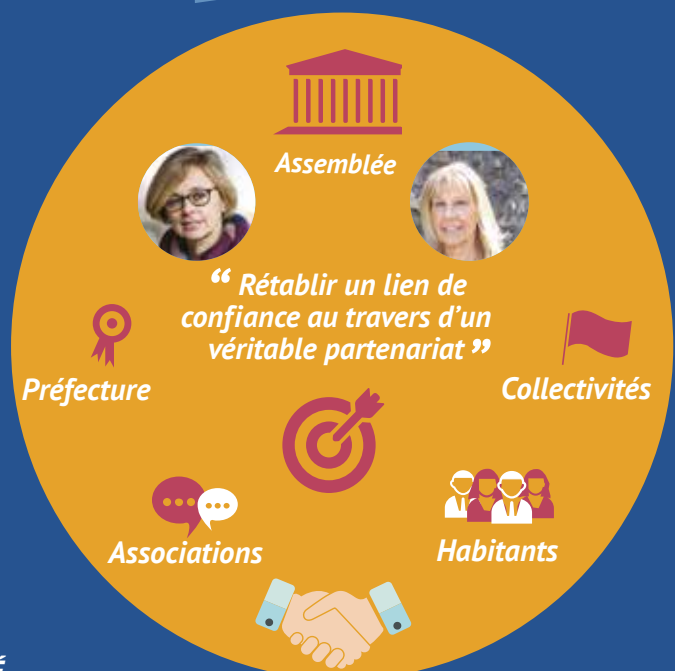 Assemblée
“ Rétablir un lien de
confiance au travers d’un
véritable partenariat ”
Préfecture
Collectivités
Associations
Habitants